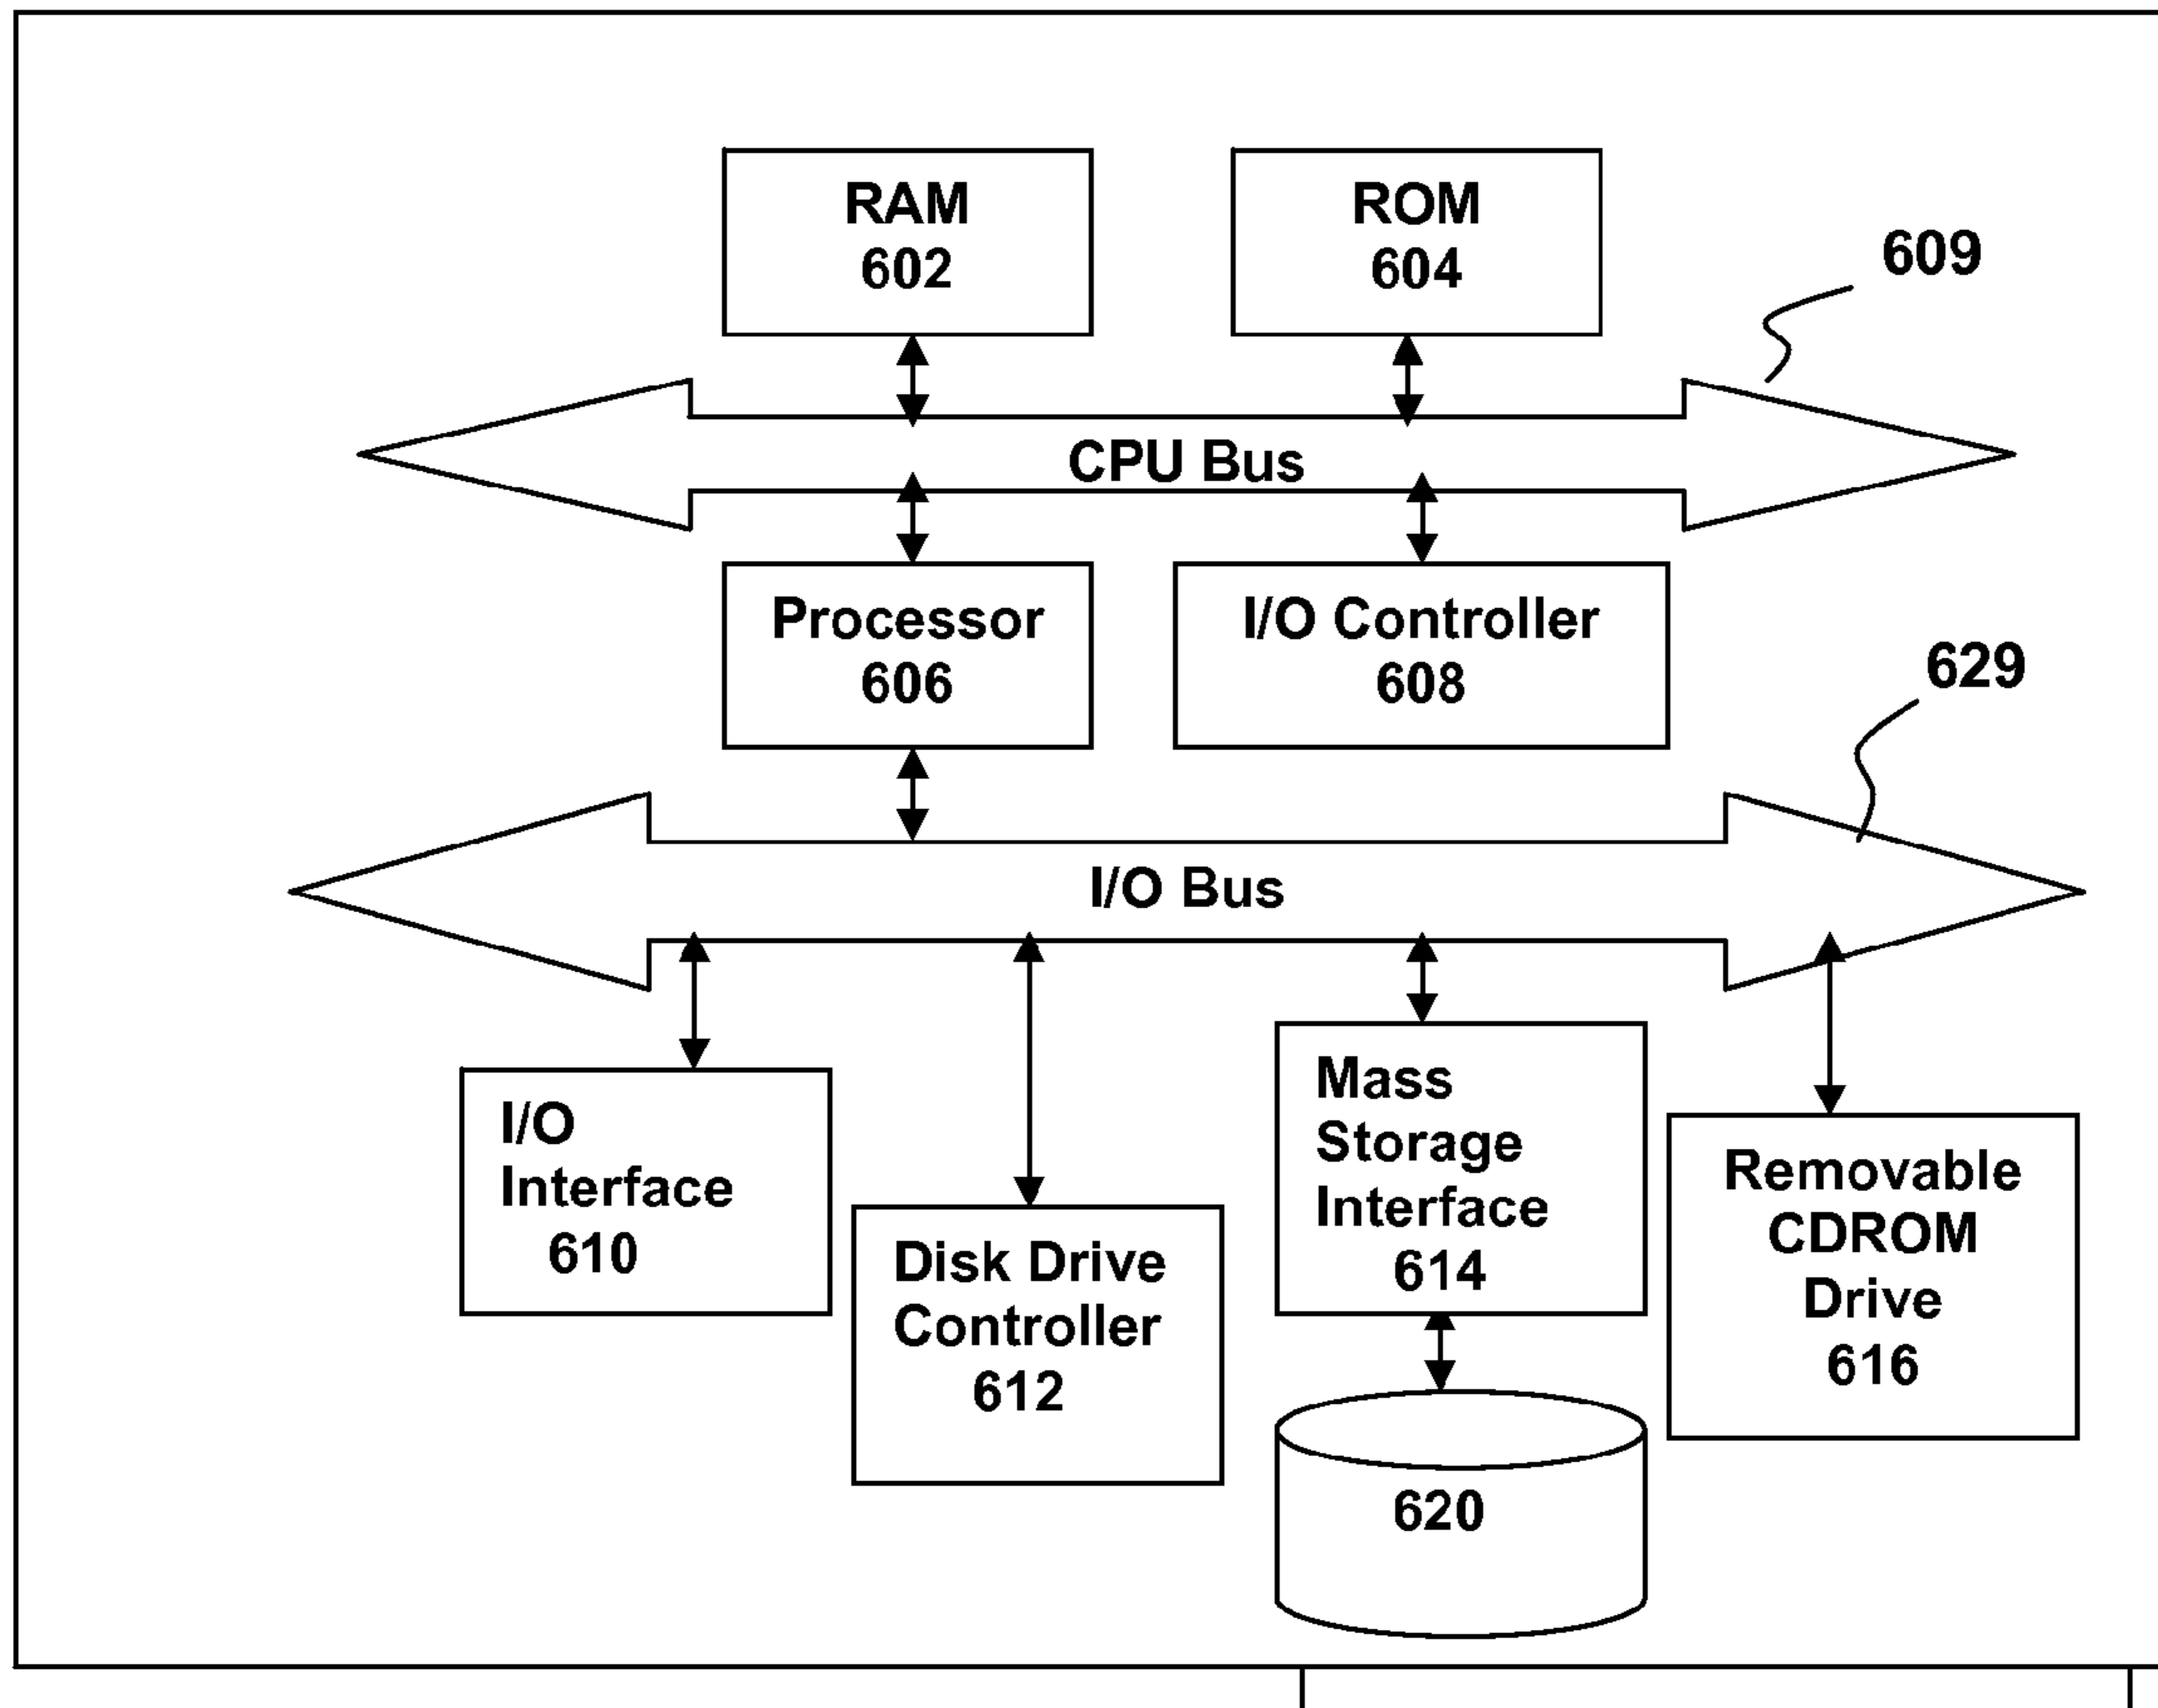 RAM
602
ROM
604
609
CPU Bus
Processor
606
I/O Controller
608
629
I/O Bus
I/O
Interface
610
Disk Drive
Controller
612
Mass
Storage
Interface
614
Removable
CDROM
Drive
616
620